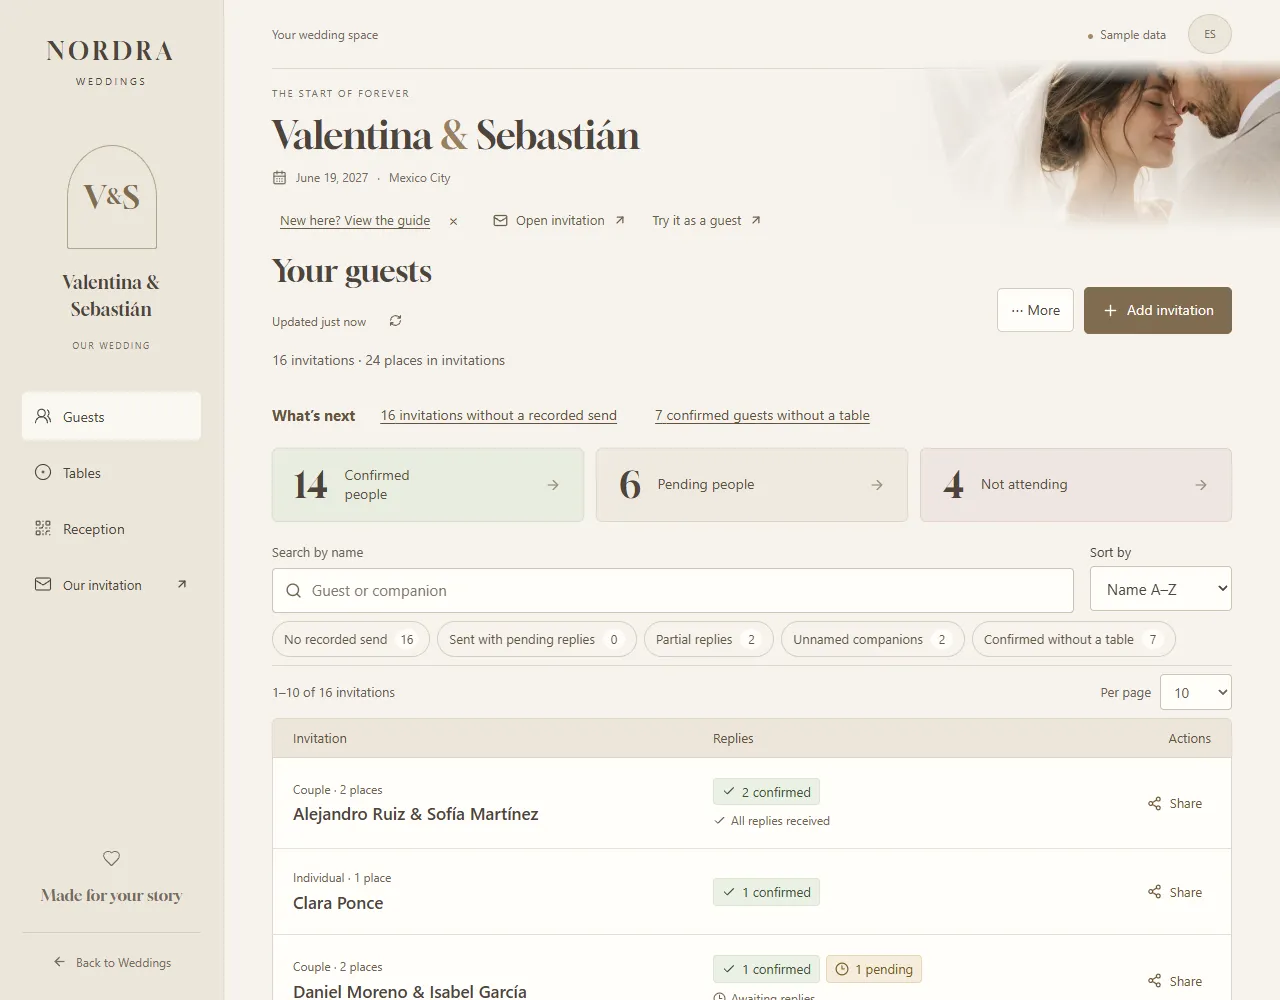 NORDRA
WEDDINGS
V&S
Valentina &
Sebastián
OUR WEDDING
Guests
Tables
Reception
Our invitation
Made for your story
Back to Weddings
Your wedding space
Sample data
ES
THE START OF FOREVER
Valentina & Sebastián
June 19, 2027 · Mexico City
New here? View the guide ×
Open invitation
Try it as a guest
Your guests
Updated just now
··· More
+ Add invitation
16 invitations · 24 places in invitations
What's next
16 invitations without a recorded send
7 confirmed guests without a table
14 Confirmed people
6 Pending people
4 Not attending
Search by name
Guest or companion
Sort by
Name A–Z
No recorded send 16
Sent with pending replies 0
Partial replies 2
Unnamed companions 2
Confirmed without a table 7
1–10 of 16 invitations
Per page 10
Invitation Replies Actions
Couple · 2 places
Alejandro Ruiz & Sofía Martínez
2 confirmed
All replies received
Share
Individual · 1 place
Clara Ponce
1 confirmed
Share
Couple · 2 places
Daniel Moreno & Isabel García
1 confirmed
1 pending
Awaiting replies
Share